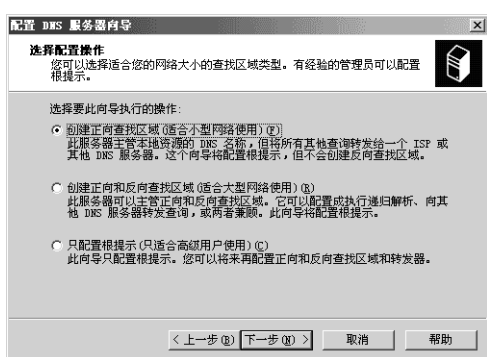 配置 DNS 服务器向导
选择配置操作
您可以选择适合您的网络大小的查找区域类型。有经验的管理员可以配置
根提示。
选择要此向导执行的操作:
创建正向查找区域(适合小型网络使用)(F)
此服务器主管本地资源的 DNS 名称,但将所有其他查询转发给一个 ISP 或
其他 DNS 服务器。这个向导将配置根提示,但不会创建反向查找区域。
创建正向和反向查找区域(适合大型网络使用)(R)
此服务器可以主管正向和反向查找区域。它可以配置成执行递归解析、向其
他 DNS 服务器转发查询,或两者兼顾。此向导将配置根提示。
只配置根提示(只适合高级用户使用)(C)
此向导只配置根提示。您可以将来再配置正向和反向查找区域和转发器。
< 上一步(B) 下一步(N) > 取消 帮助